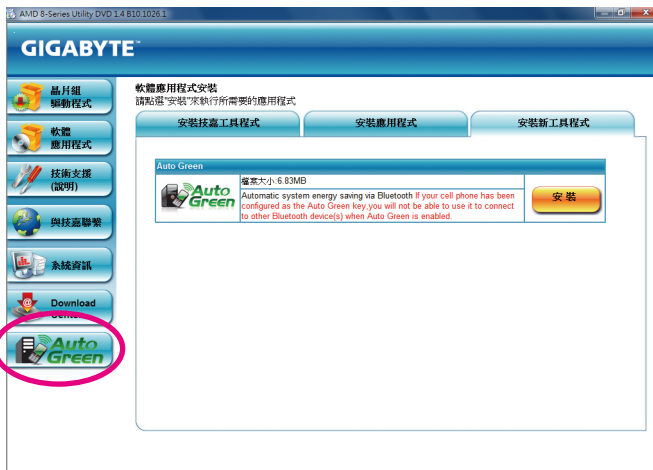 AMD 8-Series Utility DVD 1.4 B10.1026.1
GIGABYTE™
晶片組
驅動程式
軟體
應用程式
技術支援
(說明)
與技嘉聯繫
系統資訊
Download
Center
Auto
Green
軟體應用程式安裝
請點選"安裝"來執行所需要的應用程式
安裝技嘉工具程式
安裝應用程式
安裝新工具程式
Auto Green
Auto
Green
檔案大小:6.83MB
Automatic system energy saving via Bluetooth If your cell phone has been
configured as the Auto Green key,you will not be able to use it to connect
to other Bluetooth device(s) when Auto Green is enabled.
安裝